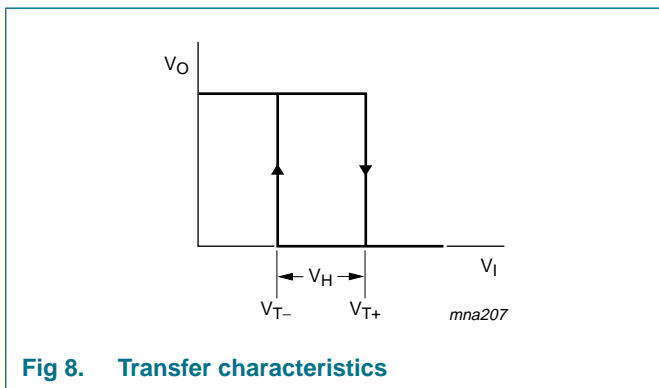 VO
VI
VH
VT−
VT+
mna207
Fig 8. Transfer characteristics